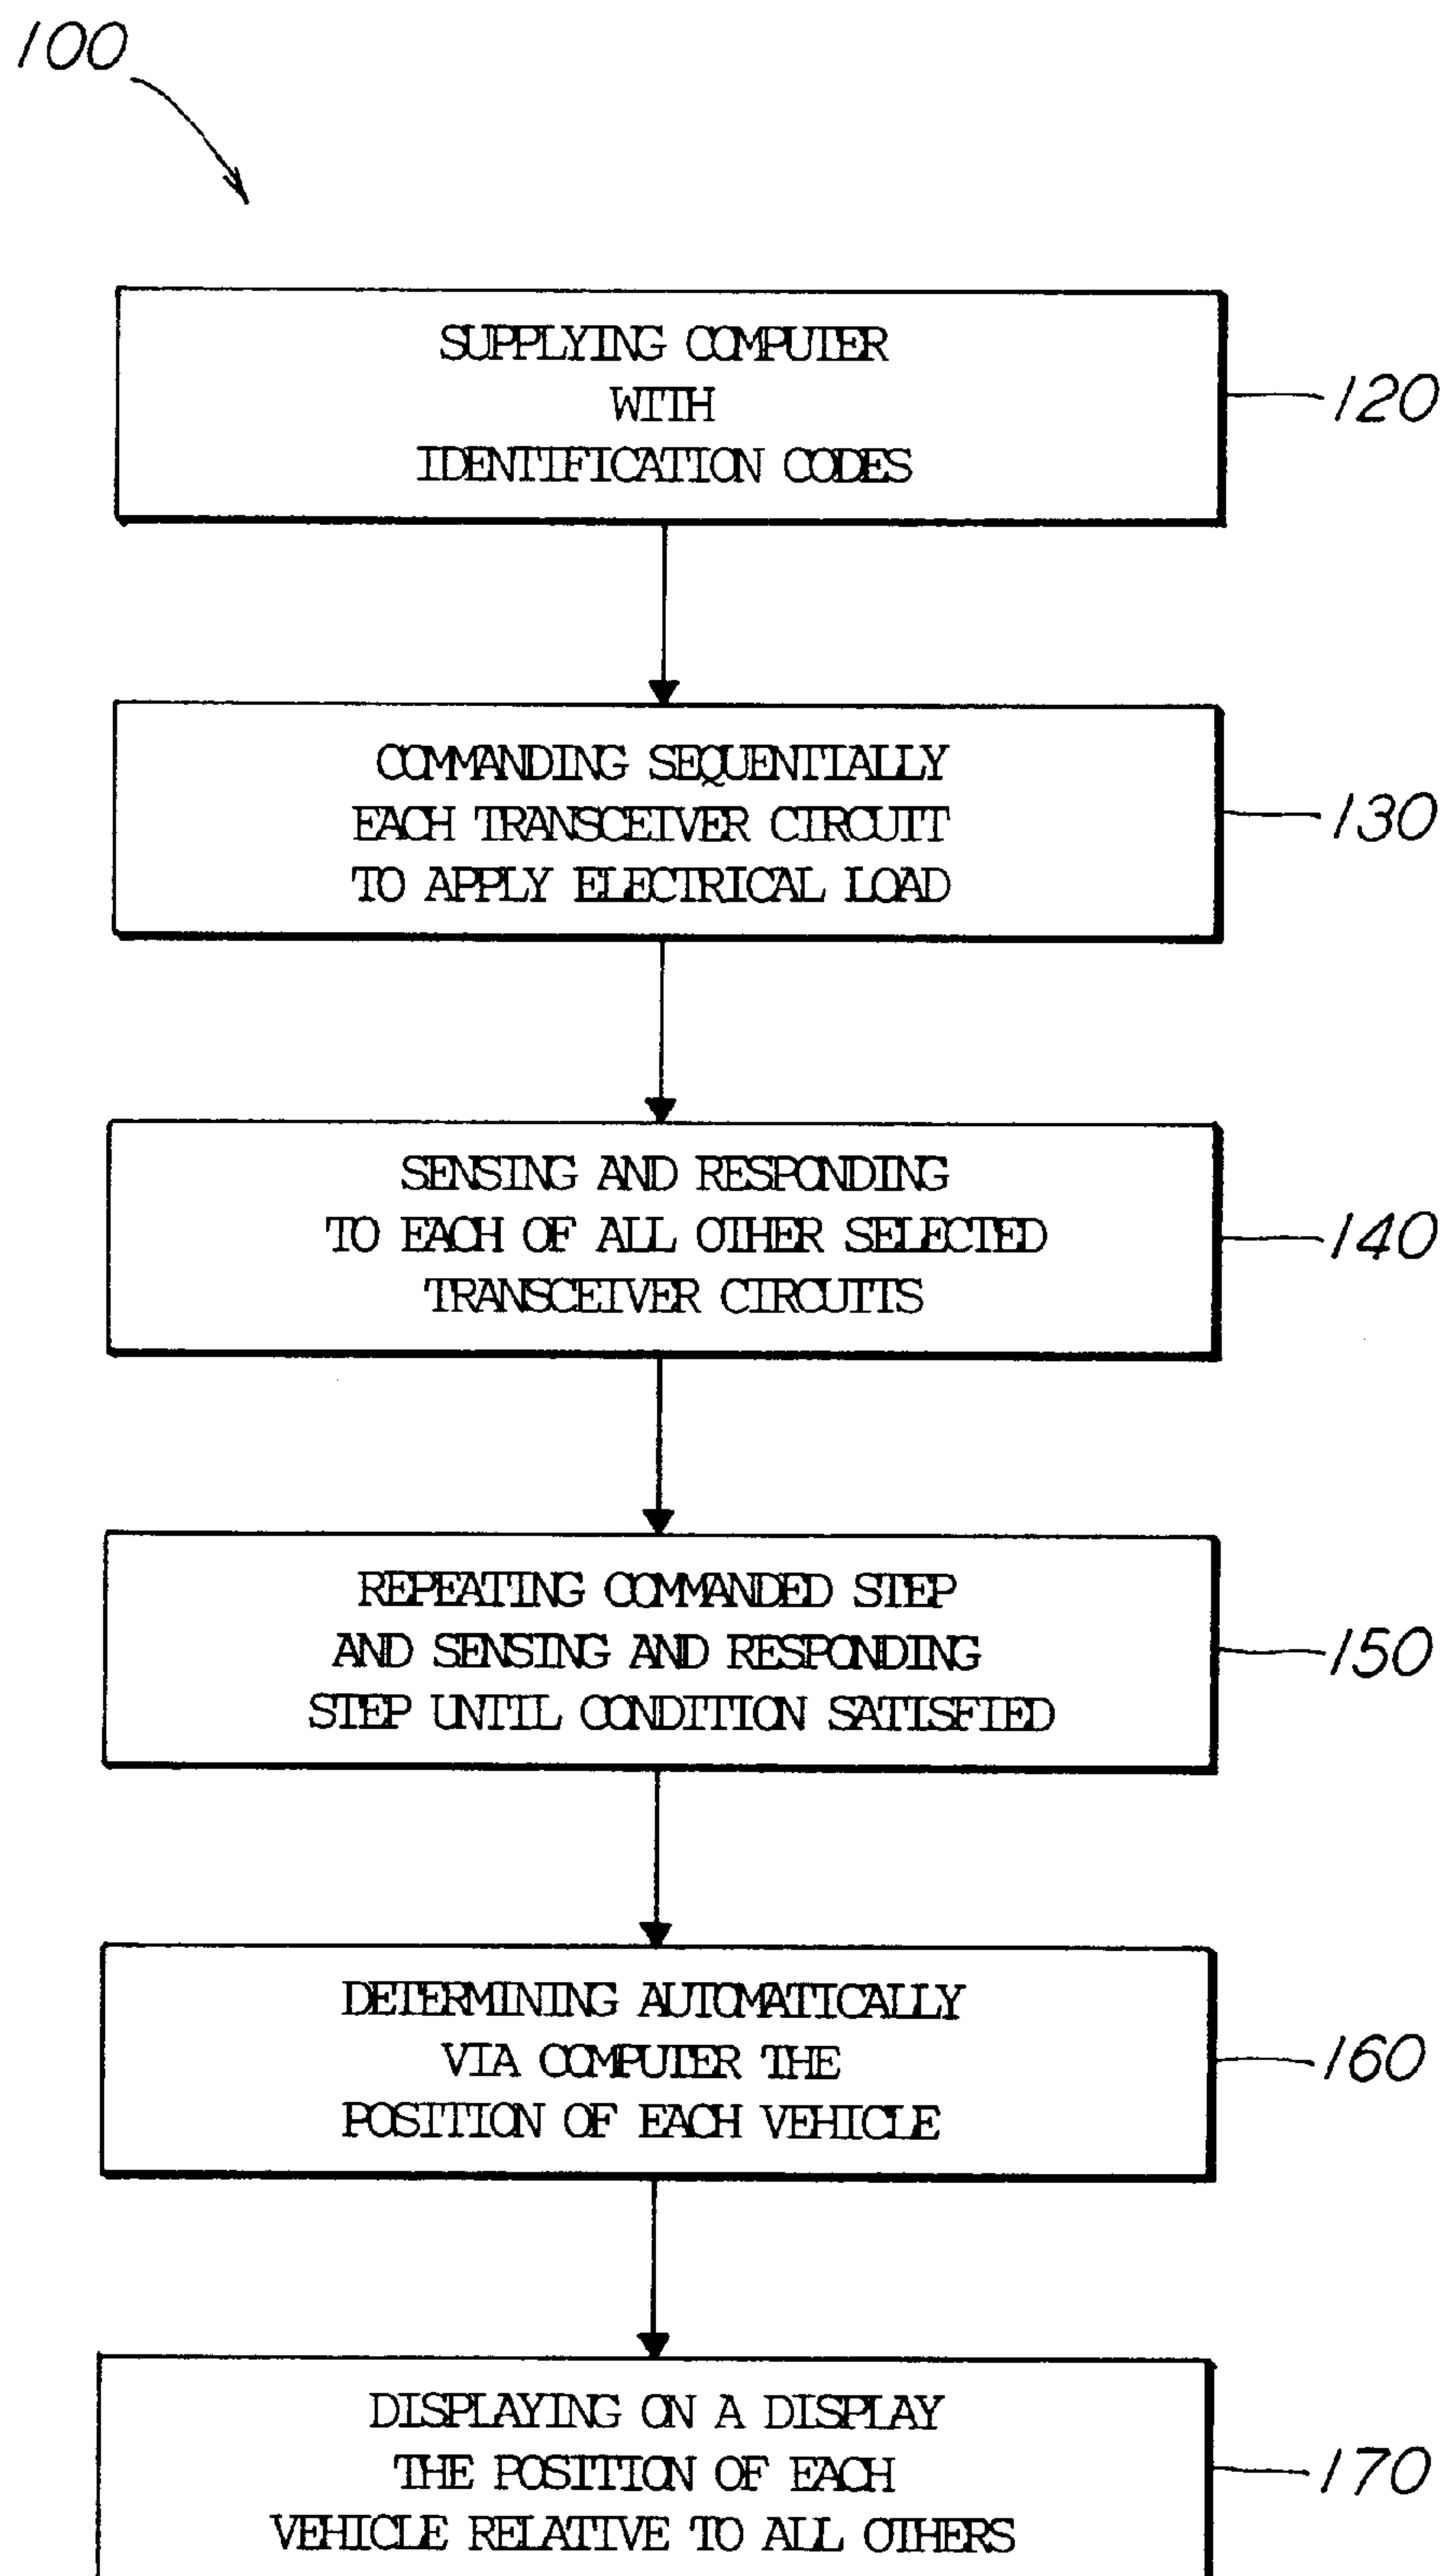 100
SUPPLYING COMPUTER
WITH
IDENTIFICATION CODES
120
COMMANDING SEQUENTIALLY
EACH TRANSCEIVER CIRCUIT
TO APPLY ELECTRICAL LOAD
130
SENSING AND RESPONDING
TO EACH OF ALL OTHER SELECTED
TRANSCEIVER CIRCUITS
140
REPEATING COMMANDED STEP
AND SENSING AND RESPONDING
STEP UNTIL CONDITION SATISFIED
150
DETERMINING AUTOMATICALLY
VIA COMPUTER THE
POSITION OF EACH VEHICLE
160
DISPLAYING ON A DISPLAY
THE POSITION OF EACH
VEHICLE RELATIVE TO ALL OTHERS
170